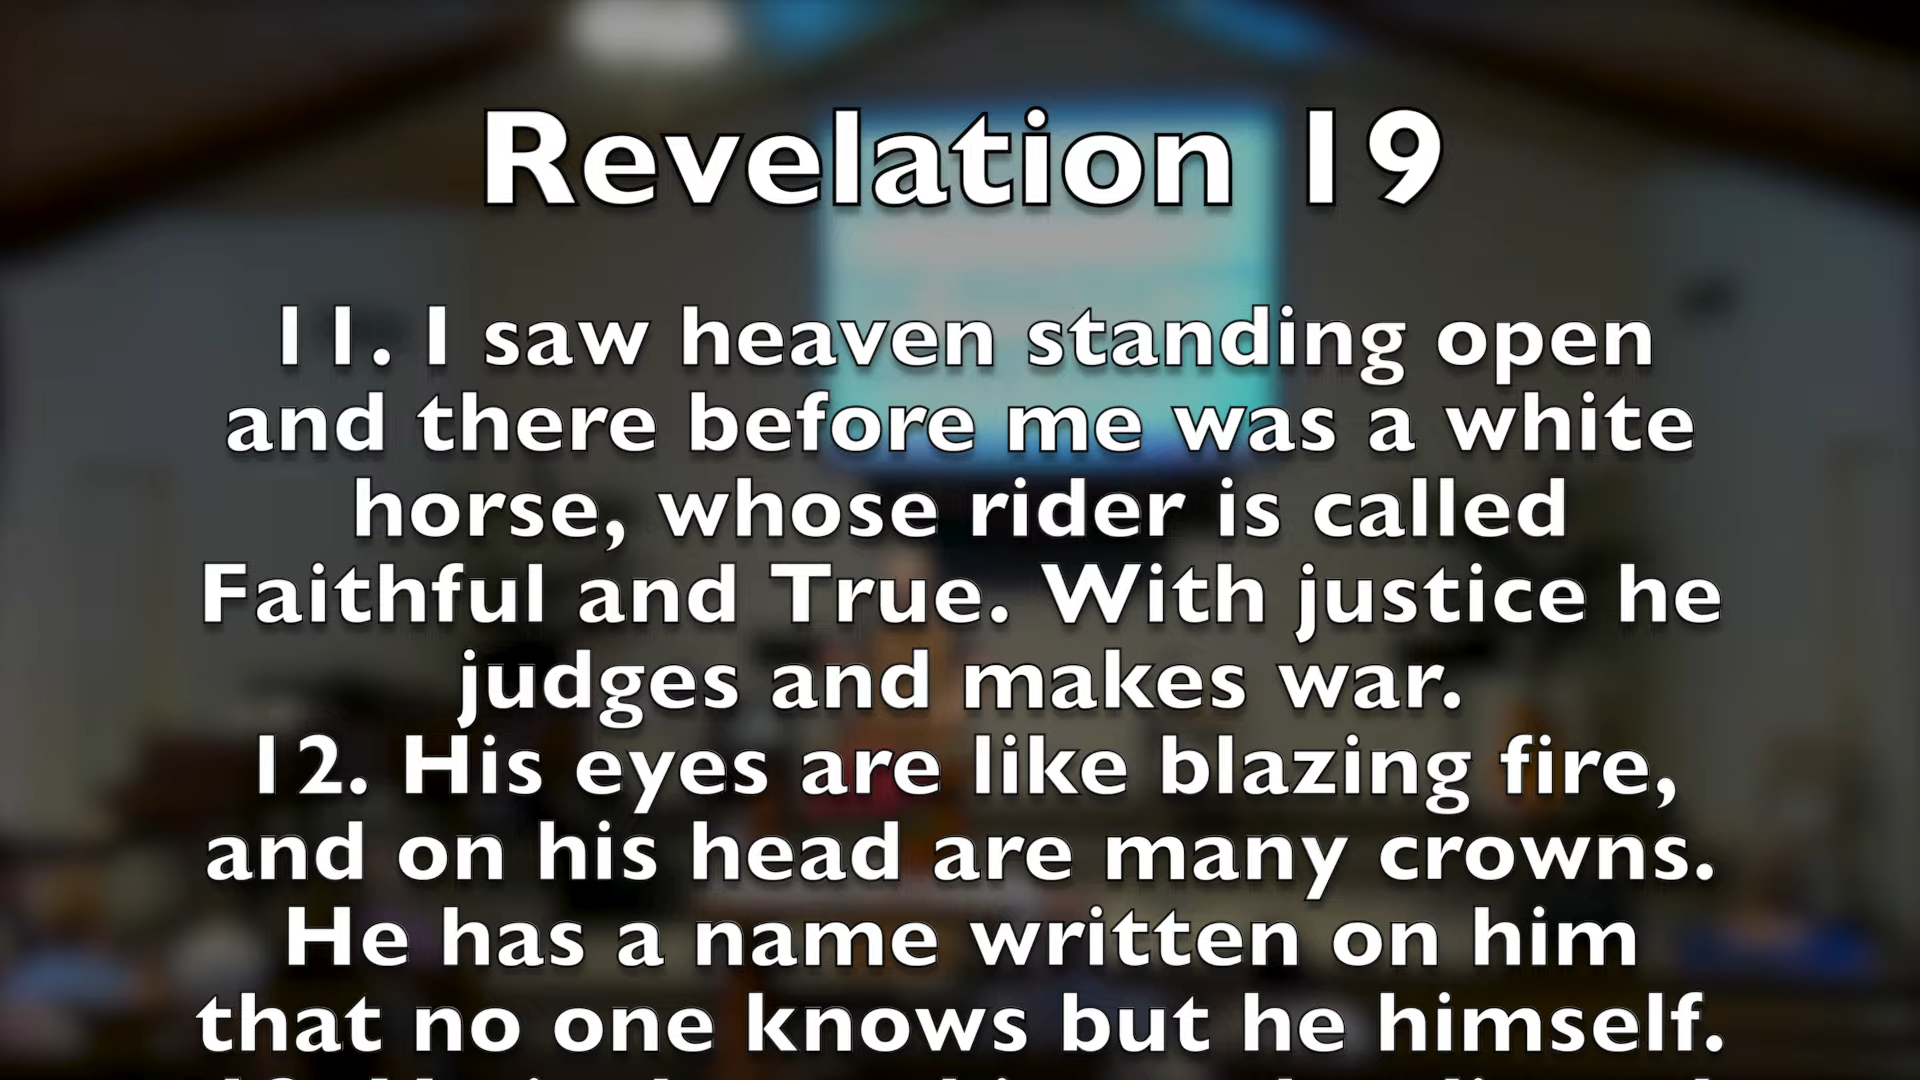 Revelation 19
11. I saw heaven standing open
and there before me was a white
horse, whose rider is called
Faithful and True. With justice he
judges and makes war.
12. His eyes are like blazing fire,
and on his head are many crowns.
He has a name written on him
that no one knows but he himself.